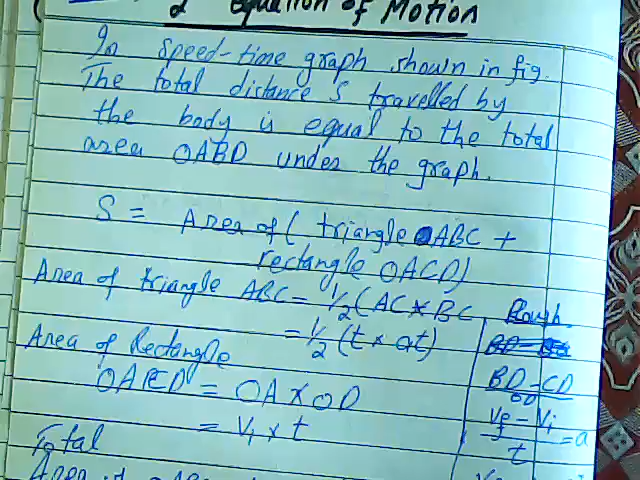 2 Equation of Motion
In speed-time graph shown in fig.
The total distance S travelled by
the body is equal to the total
area OABD under the graph.
S = Area of ( triangle ABC +
rectangle OACD)
Area of triangle ABC = 1/2 (AC × BC
= 1/2 (t × at)
Area of Rectangle
OACD = OA × OD
= Vi × t
Total
Rough
BD - CD
OD
Vf - Vi = a
t